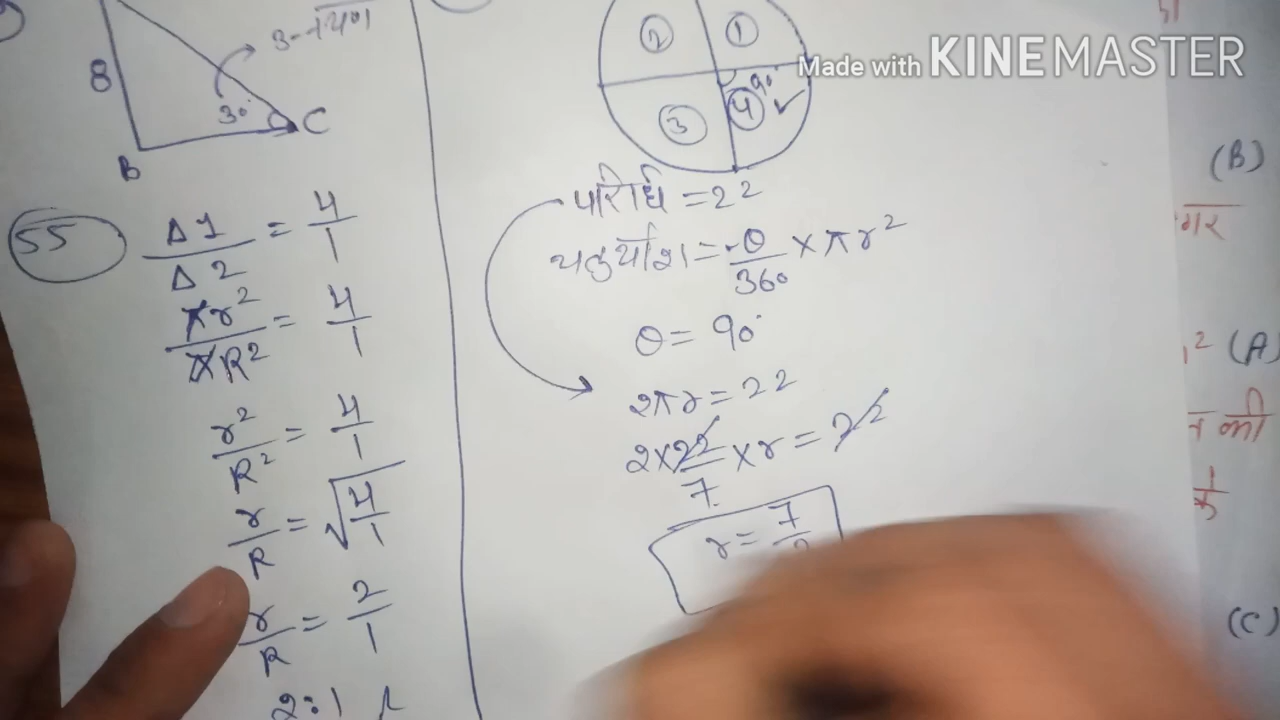 8
30°
C
B
55
Δ1/Δ2 = 4/1
πr²/πR² = 4/1
r²/R² = 4/1
r/R = √4/1
r/R = 2/1
2:1
2
1
3
4
90°
परिधि = 22
चतुर्थांश = θ/360 × πr²
θ = 90°
2πr = 22
2×22/7 × r = 22
r = 7/2
Made with KINEMASTER
(B)
गर
² (A)
(C)